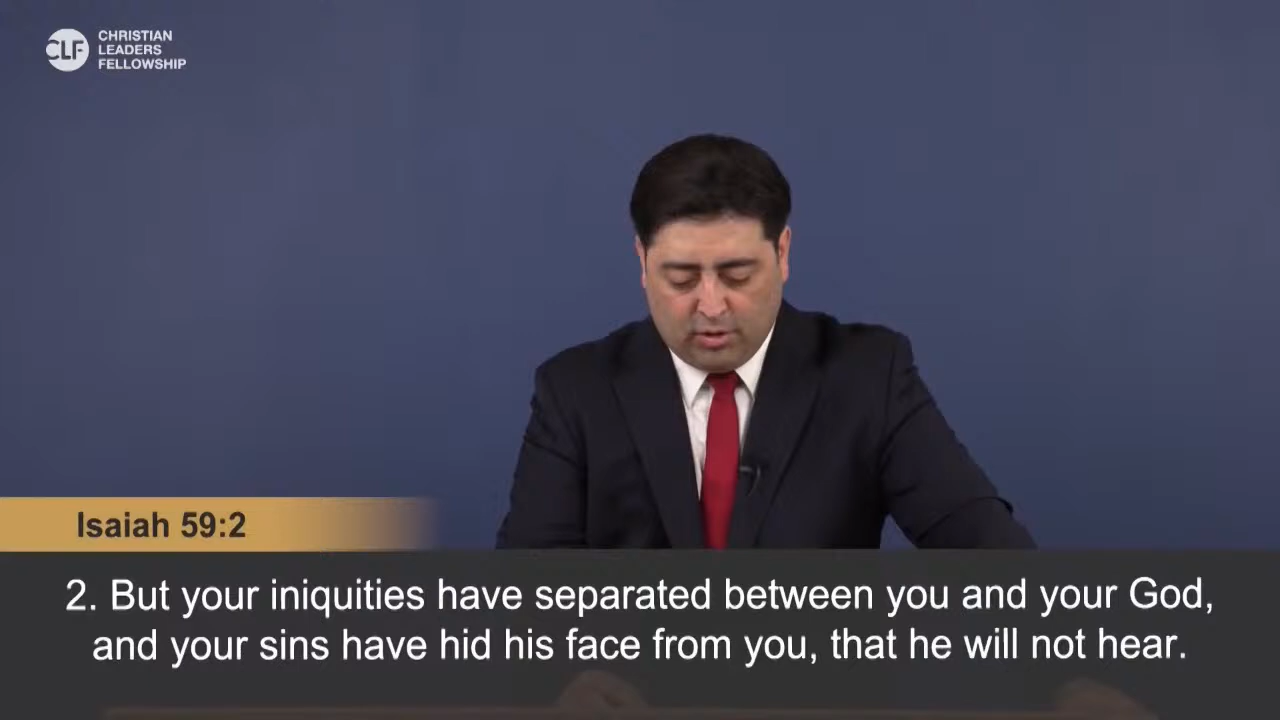 CLF
CHRISTIAN
LEADERS
FELLOWSHIP
Isaiah 59:2
2. But your iniquities have separated between you and your God,
and your sins have hid his face from you, that he will not hear.